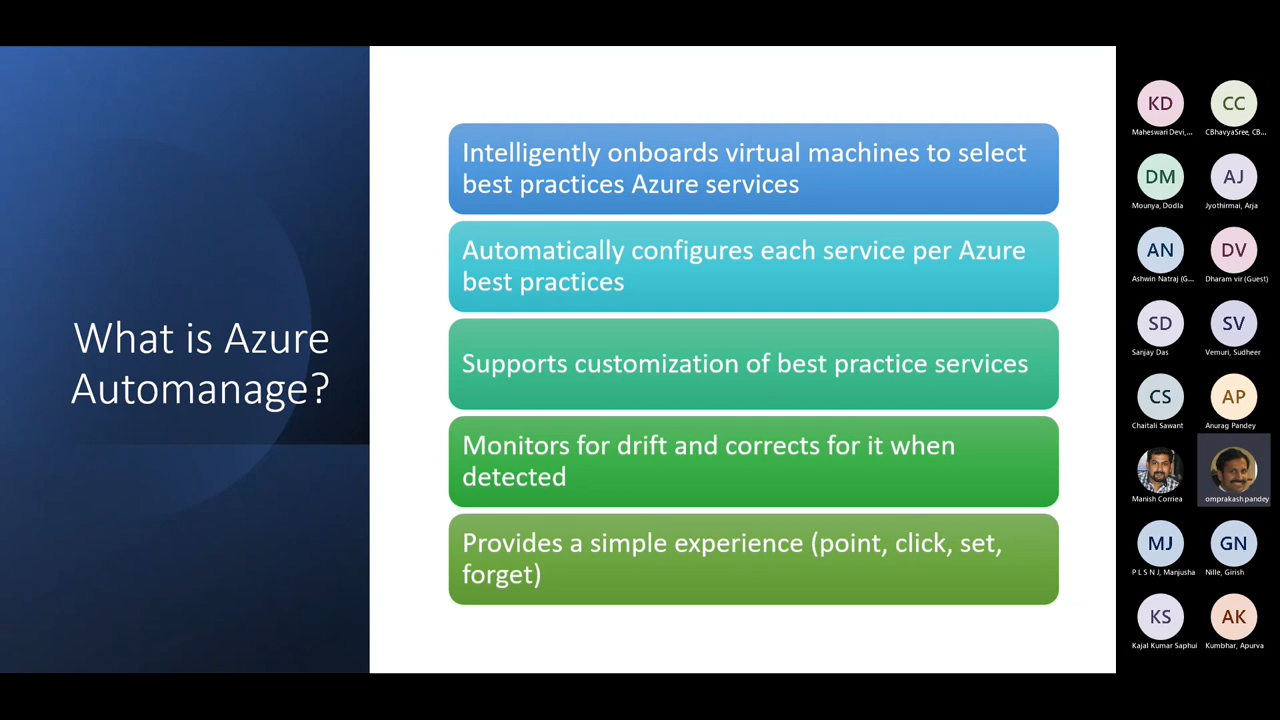 What is Azure
Automanage?
Intelligently onboards virtual machines to select
best practices Azure services
Automatically configures each service per Azure
best practices
Supports customization of best practice services
Monitors for drift and corrects for it when
detected
Provides a simple experience (point, click, set,
forget)
KD
CC
Maheswari Devi,...
CBhavyaSree, CB...
DM
AJ
Mounya, Dodla
Jyothirmai, Arja
AN
DV
Ashwin Natraj (G...
Dharam vir (Guest)
SD
SV
Sanjay Das
Vemuri, Sudheer
CS
AP
Chaitali Sawant
Anurag Pandey
Manish Corriea
omprakash pandey
MJ
GN
P L S N J, Manjusha
Nille, Girish
KS
AK
Kajal Kumar Saphui
Kumbhar, Apurva